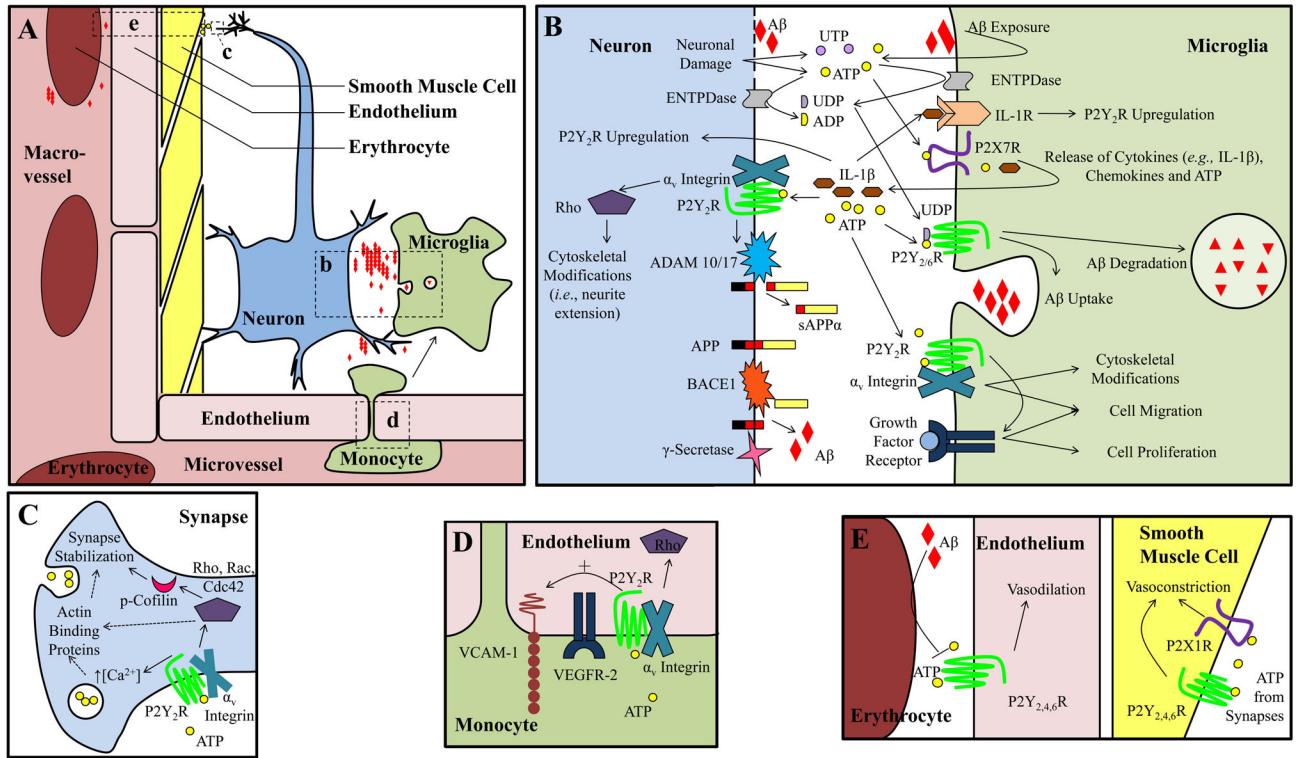 A
e
c
Smooth Muscle Cell
Endothelium
Erythrocyte
Macro-
vessel
b
Microglia
Neuron
Endothelium
d
Erythrocyte
Microvessel
Monocyte
B
Neuron
Aβ
Aβ Exposure
Microglia
Neuronal
Damage
UTP
ATP
ENTPDase
ENTPDase
UDP
ADP
IL-1R
P2Y₂R Upregulation
P2Y₂R Upregulation
P2X7R
Release of Cytokines (e.g., IL-1β),
Chemokines and ATP
IL-1β
αᵥ Integrin
Rho
P2Y₂R
ATP
UDP
P2Y₂/₆R
Cytoskeletal
Modifications
(i.e., neurite
extension)
ADAM 10/17
Aβ Degradation
Aβ Uptake
sAPPα
APP
P2Y₂R
BACE1
αᵥ Integrin
Cytoskeletal
Modifications
Cell Migration
Growth
Factor
Receptor
γ-Secretase
Aβ
Cell Proliferation
C
Synapse
Synapse
Stabilization
Rho, Rac,
Cdc42
p-Cofilin
Actin
Binding
Proteins
↑[Ca²⁺]
P2Y₂R
αᵥ
Integrin
ATP
D
Endothelium
Rho
+
P2Y₂R
VCAM-1
VEGFR-2
αᵥ Integrin
ATP
Monocyte
E
Aβ
Endothelium
Smooth
Muscle Cell
Vasodilation
Vasoconstriction
P2X1R
ATP
P2Y₂,₄,₆R
P2Y₂,₄,₆R
ATP
from
Synapses
Erythrocyte